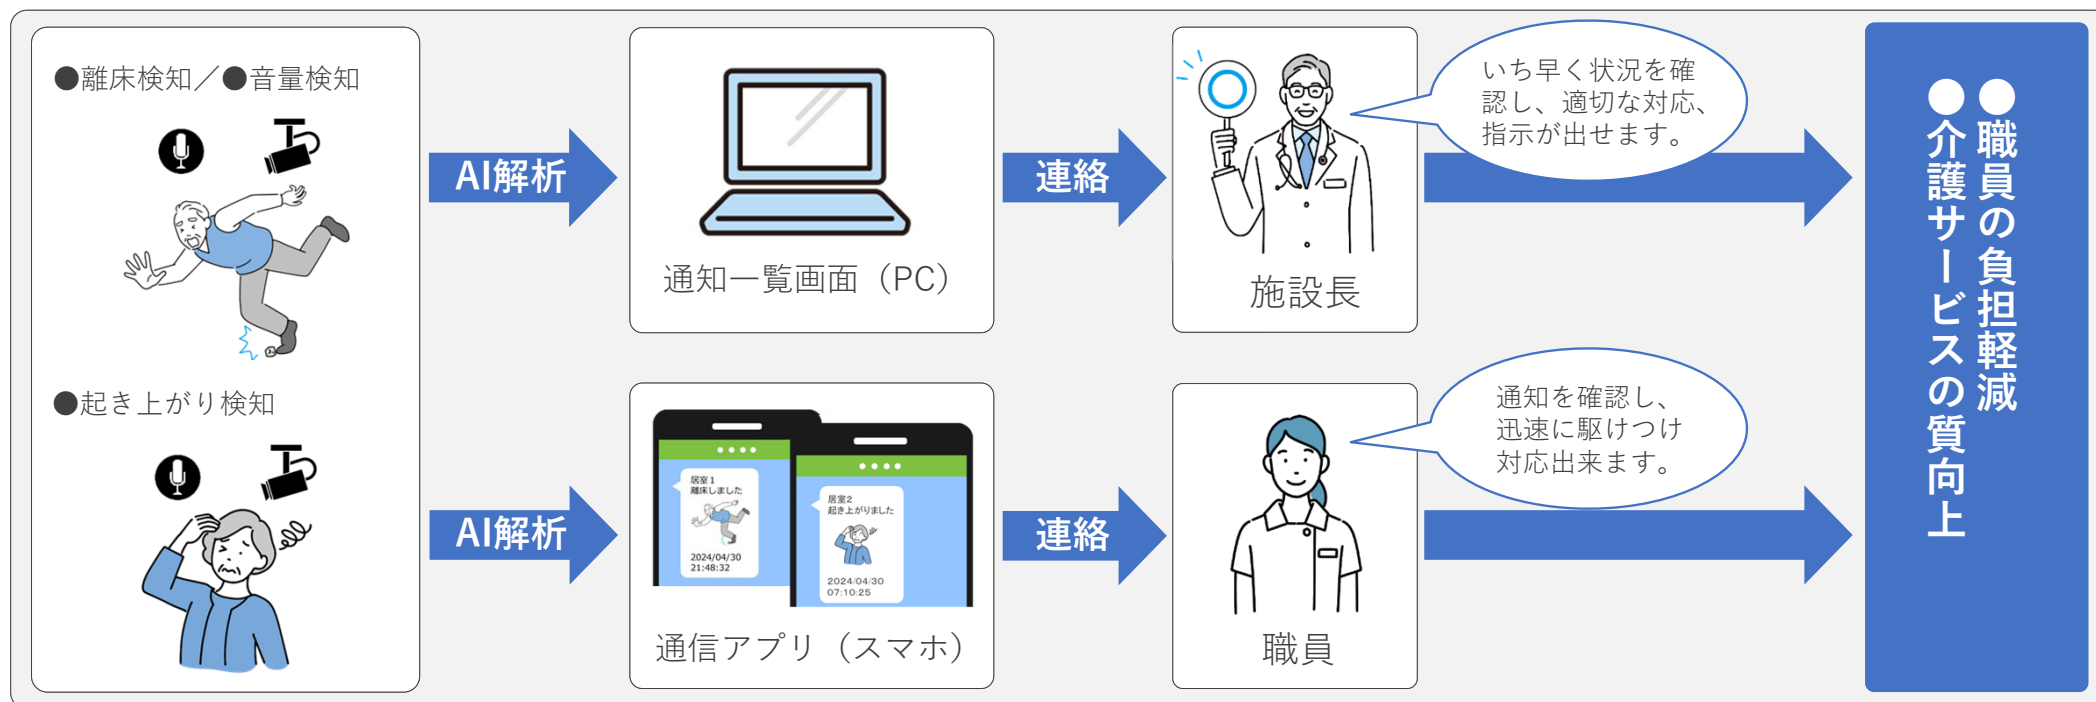 ●離床検知／●音量検知
●起き上がり検知
AI解析
AI解析
通知一覧画面（PC）
居室1
離床しました
2024/04/30
21:48:32
居室2
起き上がりました
2024/04/30
07:10:25
通信アプリ（スマホ）
連絡
連絡
施設長
いち早く状況を確
認し、適切な対応、
指示が出せます。
職員
通知を確認し、
迅速に駆けつけ
対応出来ます。
●職員の負担軽減
●介護サービスの質向上